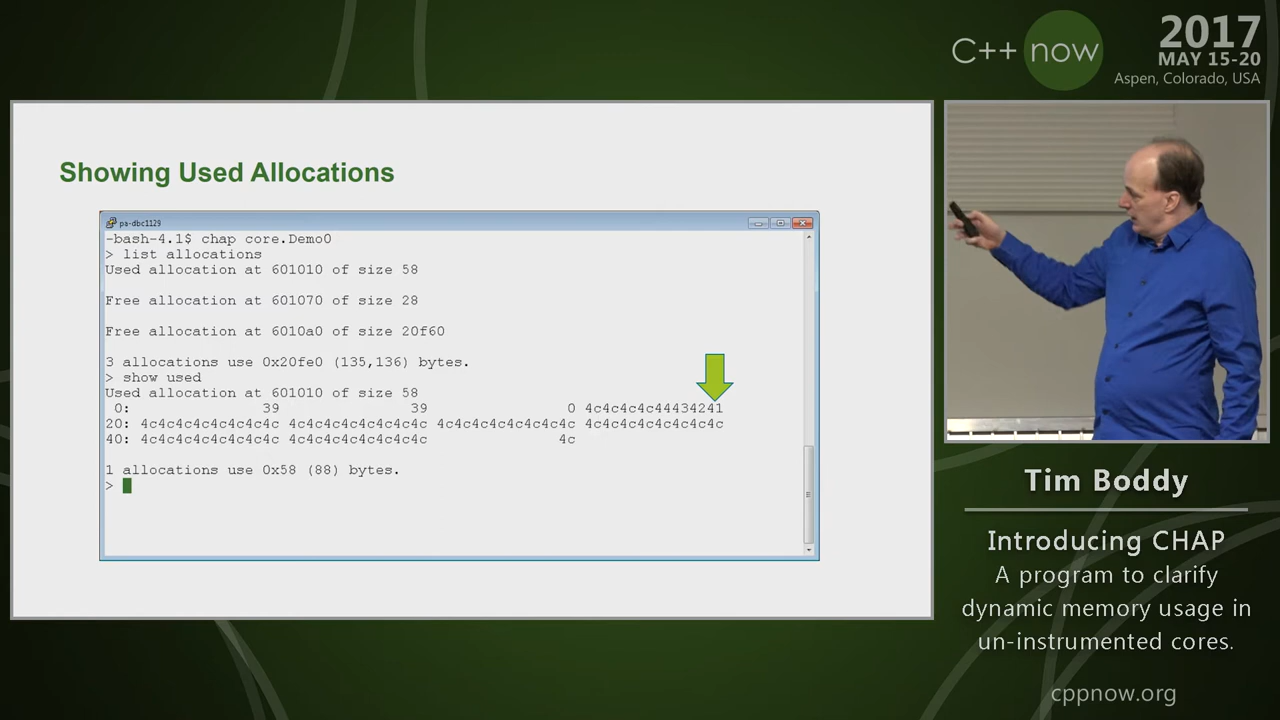 C++ now
2017
MAY 15-20
Aspen, Colorado, USA
Showing Used Allocations
pa-dbc1129
-bash-4.1$ chap core.Demo0
> list allocations
Used allocation at 601010 of size 58
Free allocation at 601070 of size 28
Free allocation at 6010a0 of size 20f60
3 allocations use 0x20fe0 (135,136) bytes.
> show used
Used allocation at 601010 of size 58
0: 39 39 0 4c4c4c4c44434241
20: 4c4c4c4c4c4c4c4c 4c4c4c4c4c4c4c4c 4c4c4c4c4c4c4c4c 4c4c4c4c4c4c4c4c
40: 4c4c4c4c4c4c4c4c 4c4c4c4c4c4c4c4c 4c
1 allocations use 0x58 (88) bytes.
>
Tim Boddy
Introducing CHAP
A program to clarify
dynamic memory usage in
un-instrumented cores.
cppnow.org